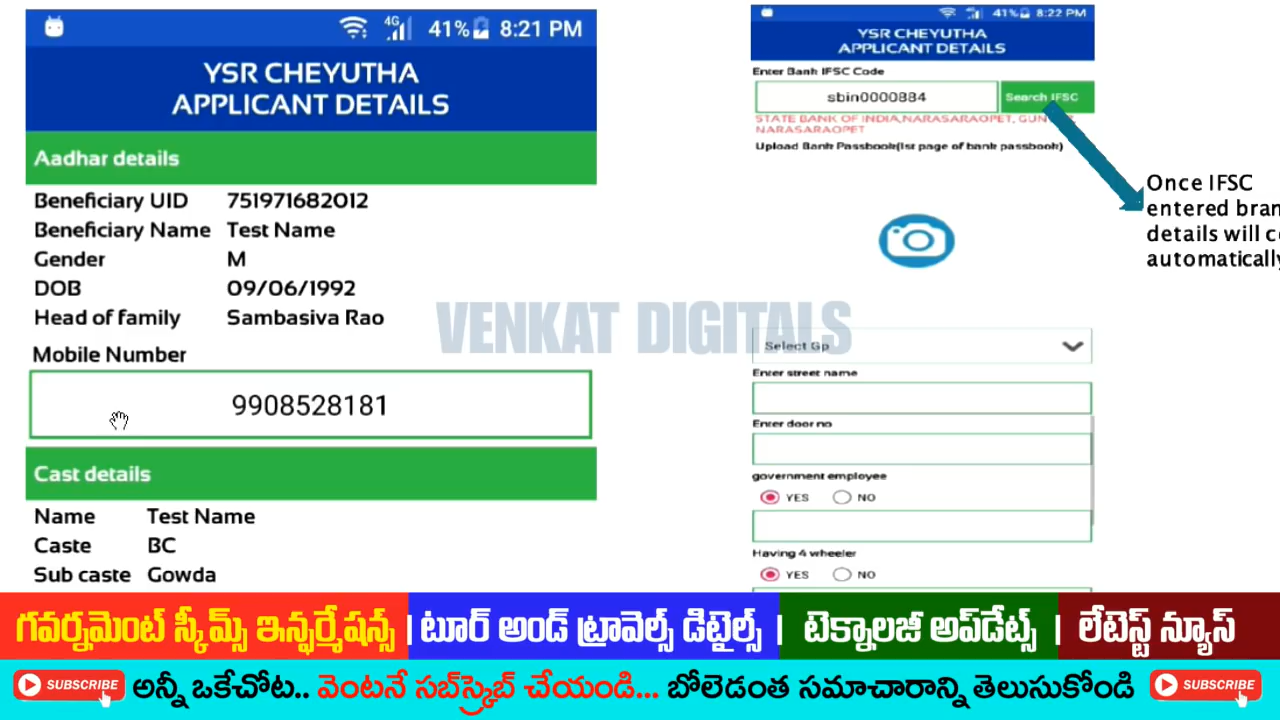 4G 41% 8:21 PM
YSR CHEYUTHA
APPLICANT DETAILS
Aadhar details
Beneficiary UID 751971682012
Beneficiary Name Test Name
Gender M
DOB 09/06/1992
Head of family Sambasiva Rao
Mobile Number
9908528181
Cast details
Name Test Name
Caste BC
Sub caste Gowda
41% 8:22 PM
YSR CHEYUTHA
APPLICANT DETAILS
Enter Bank IFSC Code
sbin0000884 Search IFSC
STATE BANK OF INDIA,NARASARAOPET,
NARASARAOPET
Upload Bank Passbook(1st page of bank passbook)
Select Gp
Enter street name
Enter door no
government employee
YES NO
Having 4 wheeler
YES NO
Once IFSC
entered
details will
automatically
VENKAT DIGITALS
గవర్నమెంట్ స్కీమ్స్ ఇన్ఫర్మేషన్స్ | టూర్ అండ్ ట్రావెల్స్ డిటైల్స్ | టెక్నాలజీ అప్‌డేట్స్ | లేటెస్ట్ న్యూస్
SUBSCRIBE అన్నీ ఒకేచోట.. వెంటనే సబ్‌స్క్రైబ్ చేయండి... బోలెడంత సమాచారాన్ని తెలుసుకోండి SUBSCRIBE